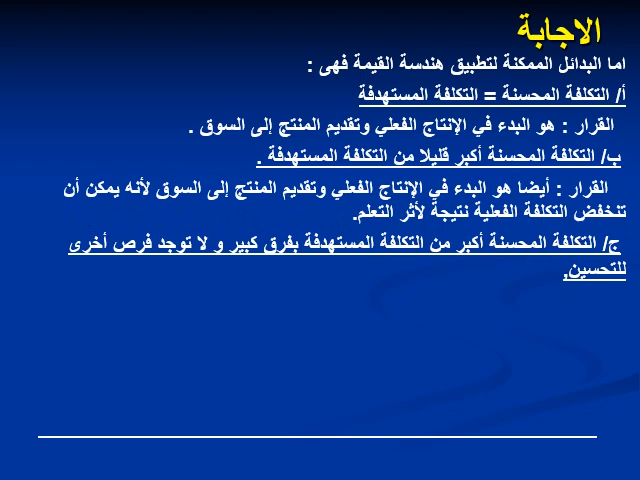 الاجابة
اما البدائل الممكنة لتطبيق هندسة القيمة فهى :
أ/ التكلفة المحسنة = التكلفة المستهدفة
القرار : هو البدء في الإنتاج الفعلي وتقديم المنتج إلى السوق .
ب/ التكلفة المحسنة أكبر قليلا من التكلفة المستهدفة .
القرار : أيضا هو البدء في الإنتاج الفعلي وتقديم المنتج إلى السوق لأنه يمكن أن
تنخفض التكلفة الفعلية نتيجة لأثر التعلم.
ج/ التكلفة المحسنة أكبر من التكلفة المستهدفة بفرق كبير و لا توجد فرص أخرى
للتحسين,